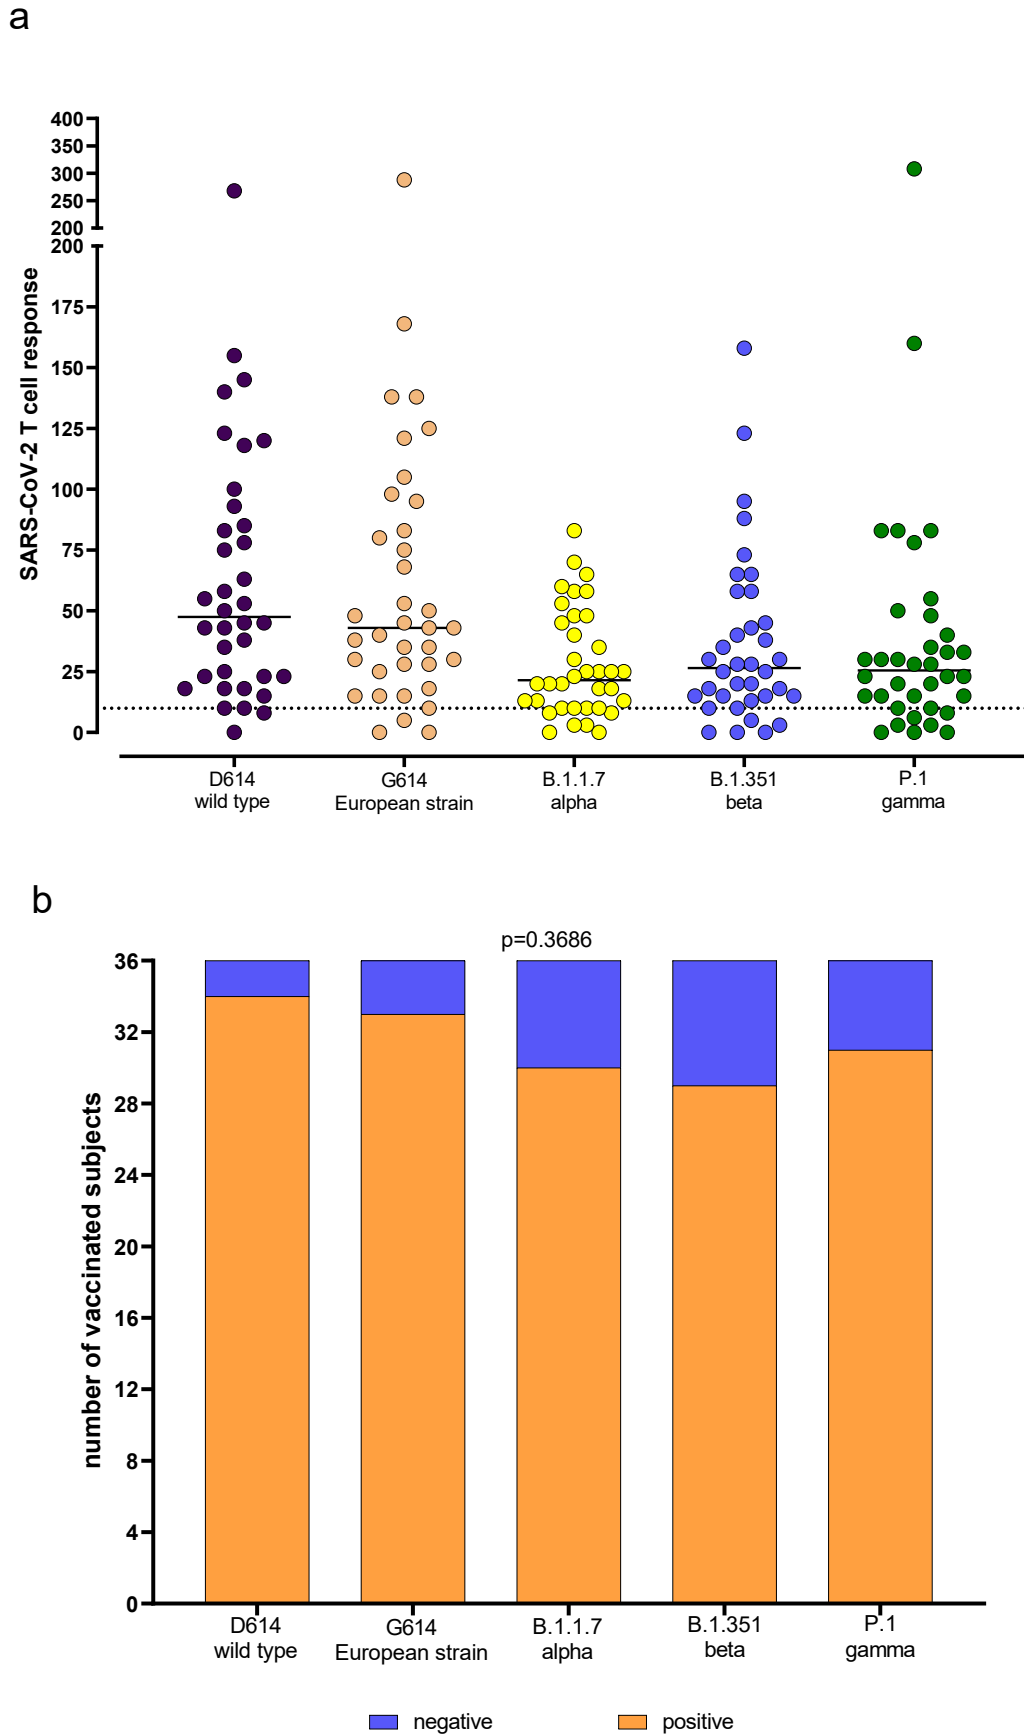 a
400
350
300
250
200
200
175
150
125
100
75
50
25
0
SARS-CoV-2 T cell response
D614
wild type
G614
European strain
B.1.1.7
alpha
B.1.351
beta
P.1
gamma
b
p=0.3686
36
32
28
24
20
16
12
8
4
0
number of vaccinated subjects
D614
wild type
G614
European strain
B.1.1.7
alpha
B.1.351
beta
P.1
gamma
negative
positive